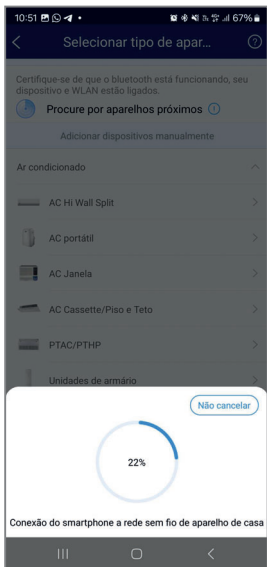 10:51
67%
Selecionar tipo de apar...
Certifique-se de que o bluetooth está funcionando, seu
dispositivo e WLAN estão ligados.
Procure por aparelhos próximos
Adicionar dispositivos manualmente
Ar condicionado
AC Hi Wall Split
AC portátil
AC Janela
AC Cassette/Piso e Teto
PTAC/PTHP
Unidades de armário
Não cancelar
22%
Conexão do smartphone a rede sem fio de aparelho de casa